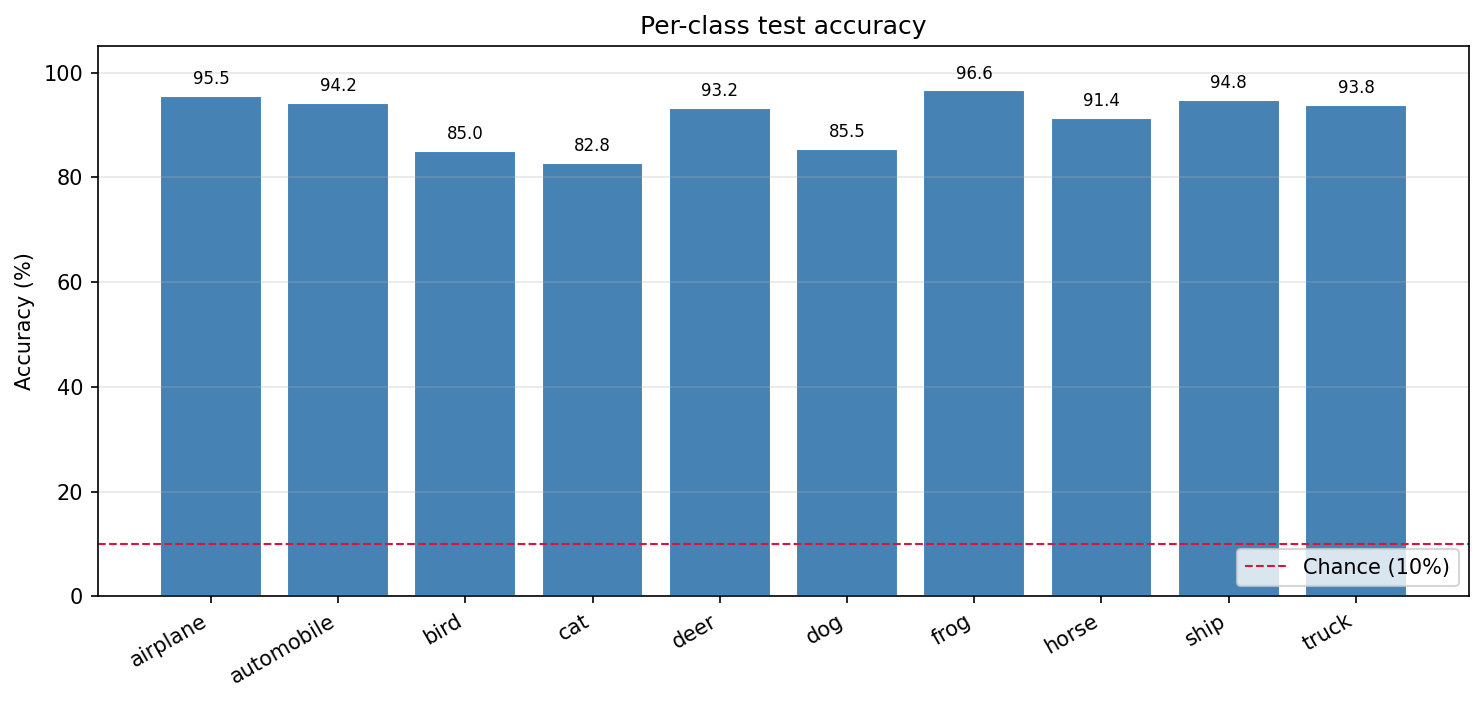 Per-class test accuracy
Accuracy (%)
100
80
60
40
20
0
95.5
94.2
85.0
82.8
93.2
85.5
96.6
91.4
94.8
93.8
Chance (10%)
airplane
automobile
bird
cat
deer
dog
frog
horse
ship
truck